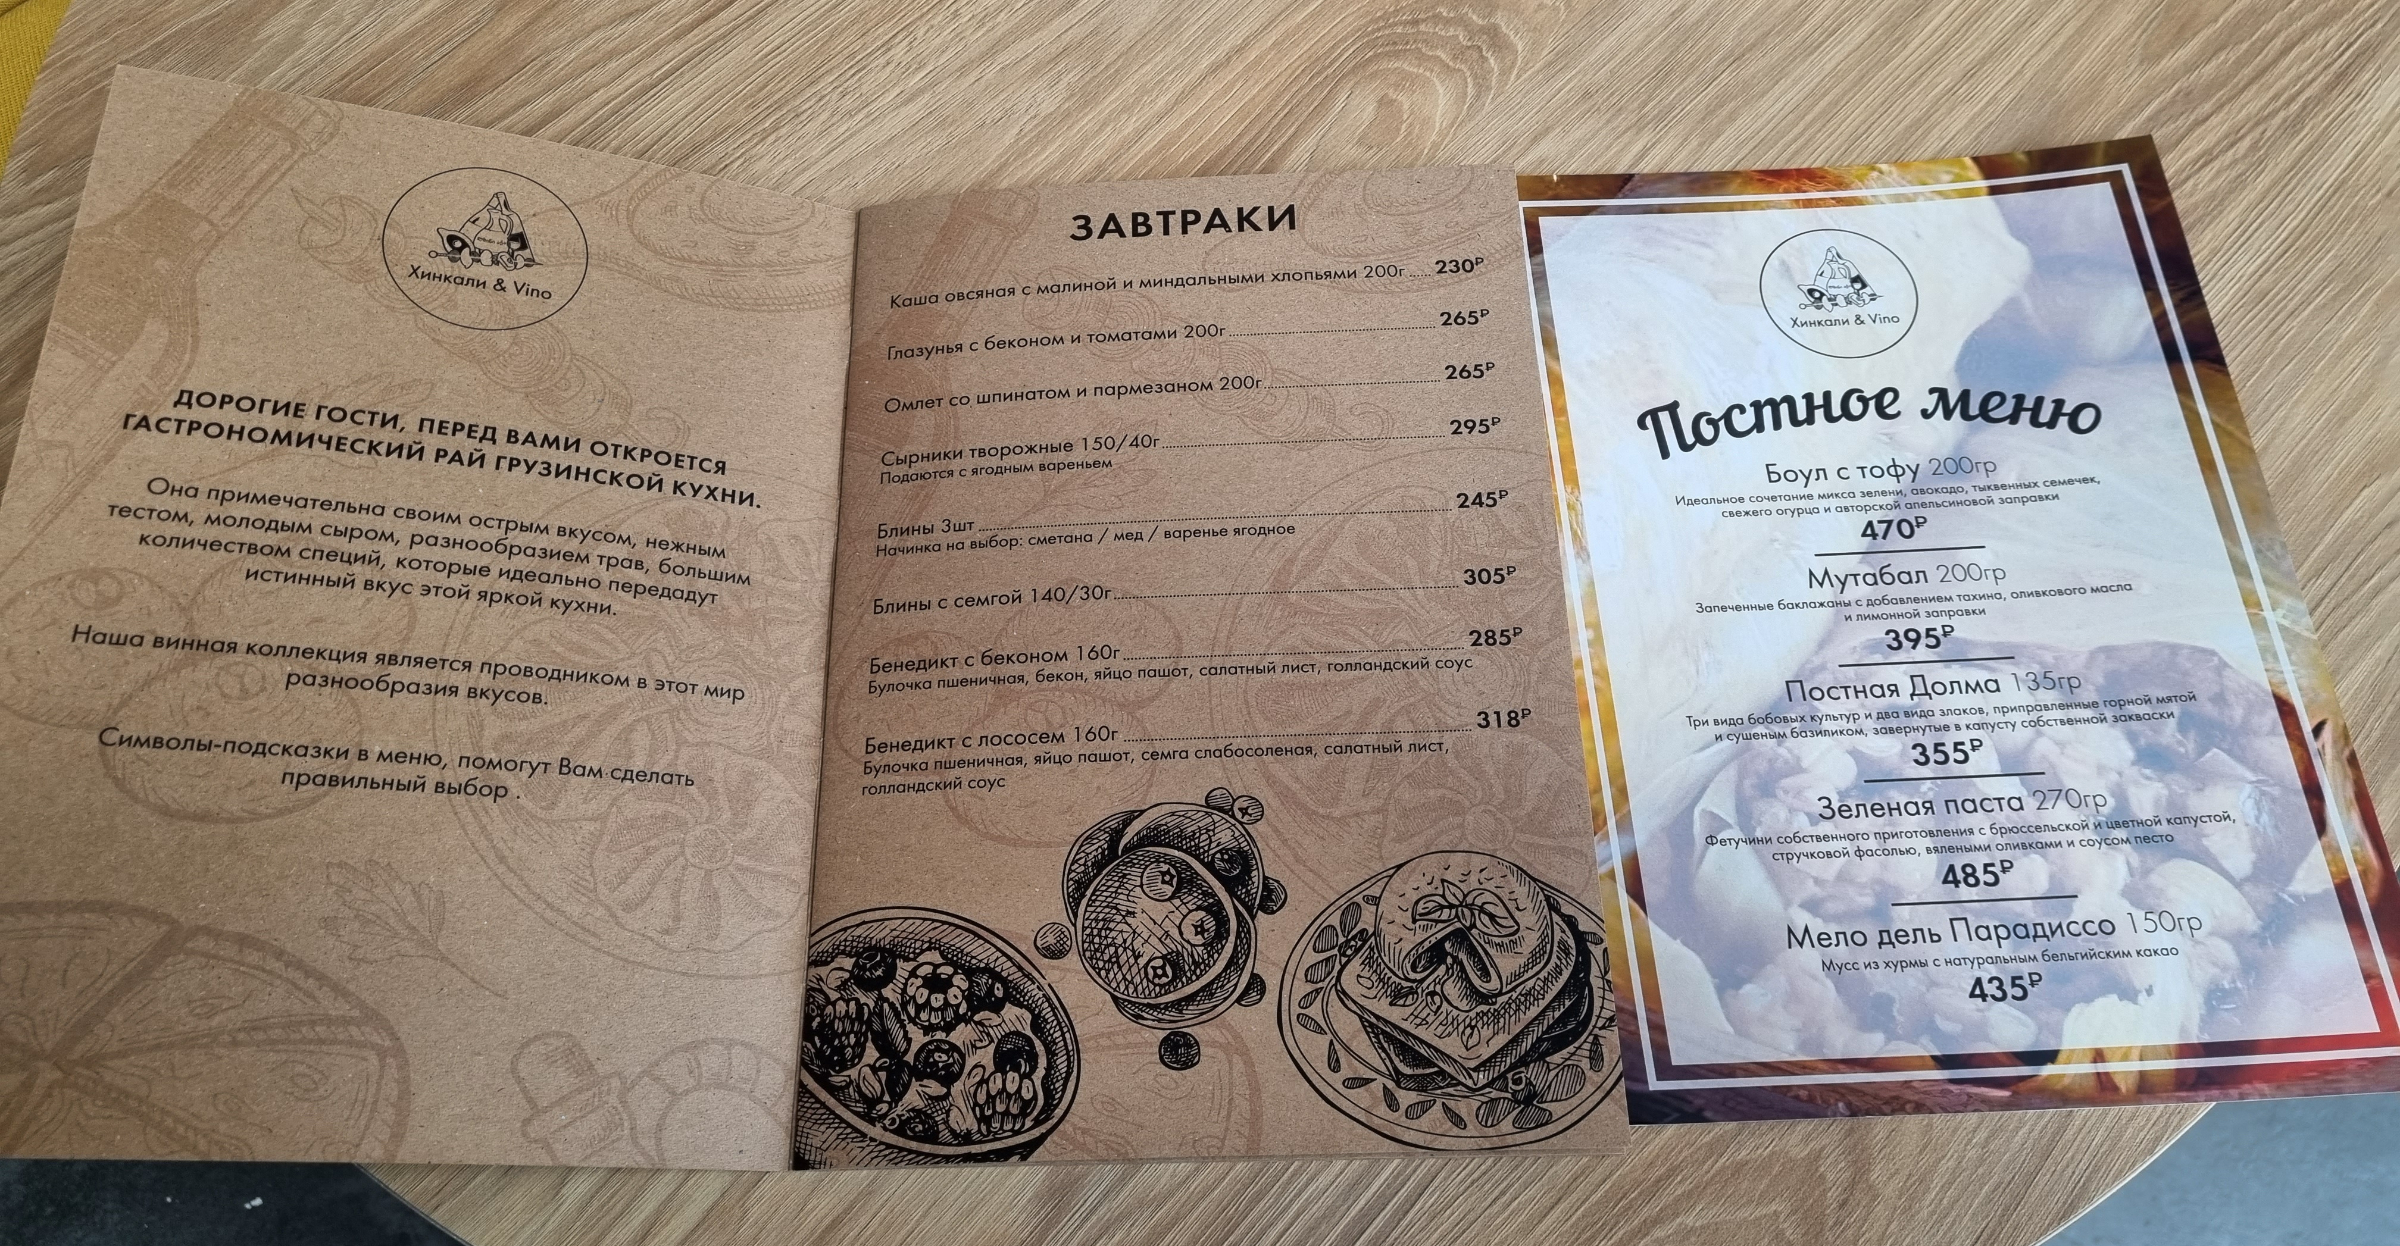 Хинкали & Vino
ДОРОГИЕ ГОСТИ, ПЕРЕД ВАМИ ОТКРОЕТСЯ
ГАСТРОНОМИЧЕСКИЙ РАЙ ГРУЗИНСКОЙ КУХНИ.
Она примечательна своим острым вкусом, нежным
тестом, молодым сыром, разнообразием трав, большим
количеством специй, которые идеально передадут
истинный вкус этой яркой кухни.
Наша винная коллекция является проводником в этот мир
разнообразия вкусов.
Символы-подсказки в меню, помогут Вам сделать
правильный выбор .
ЗАВТРАКИ
Каша овсяная с малиной и миндальными хлопьями 200г ..... 230₽
Глазунья с беконом и томатами 200г ..... 265₽
Омлет со шпинатом и пармезаном 200г ..... 265₽
Сырники творожные 150/40г ..... 295₽
Подаются с ягодным вареньем
Блины 3шт ..... 245₽
Начинка на выбор: сметана / мед / варенье ягодное
Блины с семгой 140/30г ..... 305₽
Бенедикт с беконом 160г ..... 285₽
Булочка пшеничная, бекон, яйцо пашот, салатный лист, голландский соус
Бенедикт с лососем 160г ..... 318₽
Булочка пшеничная, яйцо пашот, семга слабосоленая, салатный лист,
голландский соус
Хинкали & Vino
Постное меню
Боул с тофу 200гр
Идеальное сочетание микса зелени, авокадо, тыквенных семечек,
свежего огурца и авторской апельсиновой заправки
470₽
Мутабал 200гр
Запеченные баклажаны с добавлением тахина, оливкового масла
и лимонной заправки
395₽
Постная Долма 135гр
Три вида бобовых культур и два вида злаков, приправленные горной мятой
и сушеным базиликом, завернутые в капусту собственной закваски
355₽
Зеленая паста 270гр
Фетучини собственного приготовления с брюссельской и цветной капустой,
стручковой фасолью, вялеными оливками и соусом песто
485₽
Мело дель Парадиссо 150гр
Мусс из хурмы с натуральным бельгийским какао
435₽